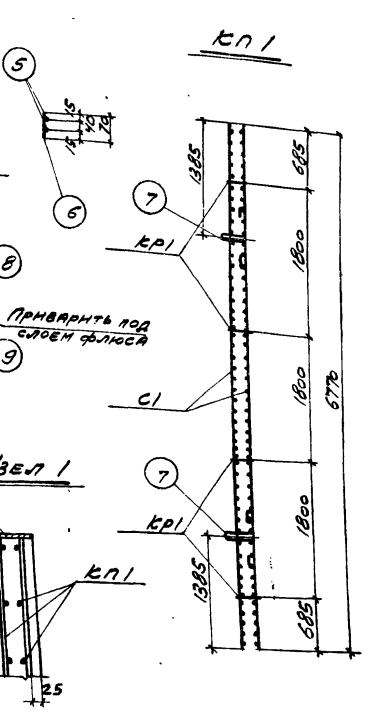 КП 1
5
15
40
70
15
6
1385
685
7
КР1
1800
8
ПРИВАРИТЬ ПОД
СЛОЕМ ФЛЮСА
9
1800
6770
С1
ЗЕЛ 1
7
КР1
1800
1385
КП1
685
25